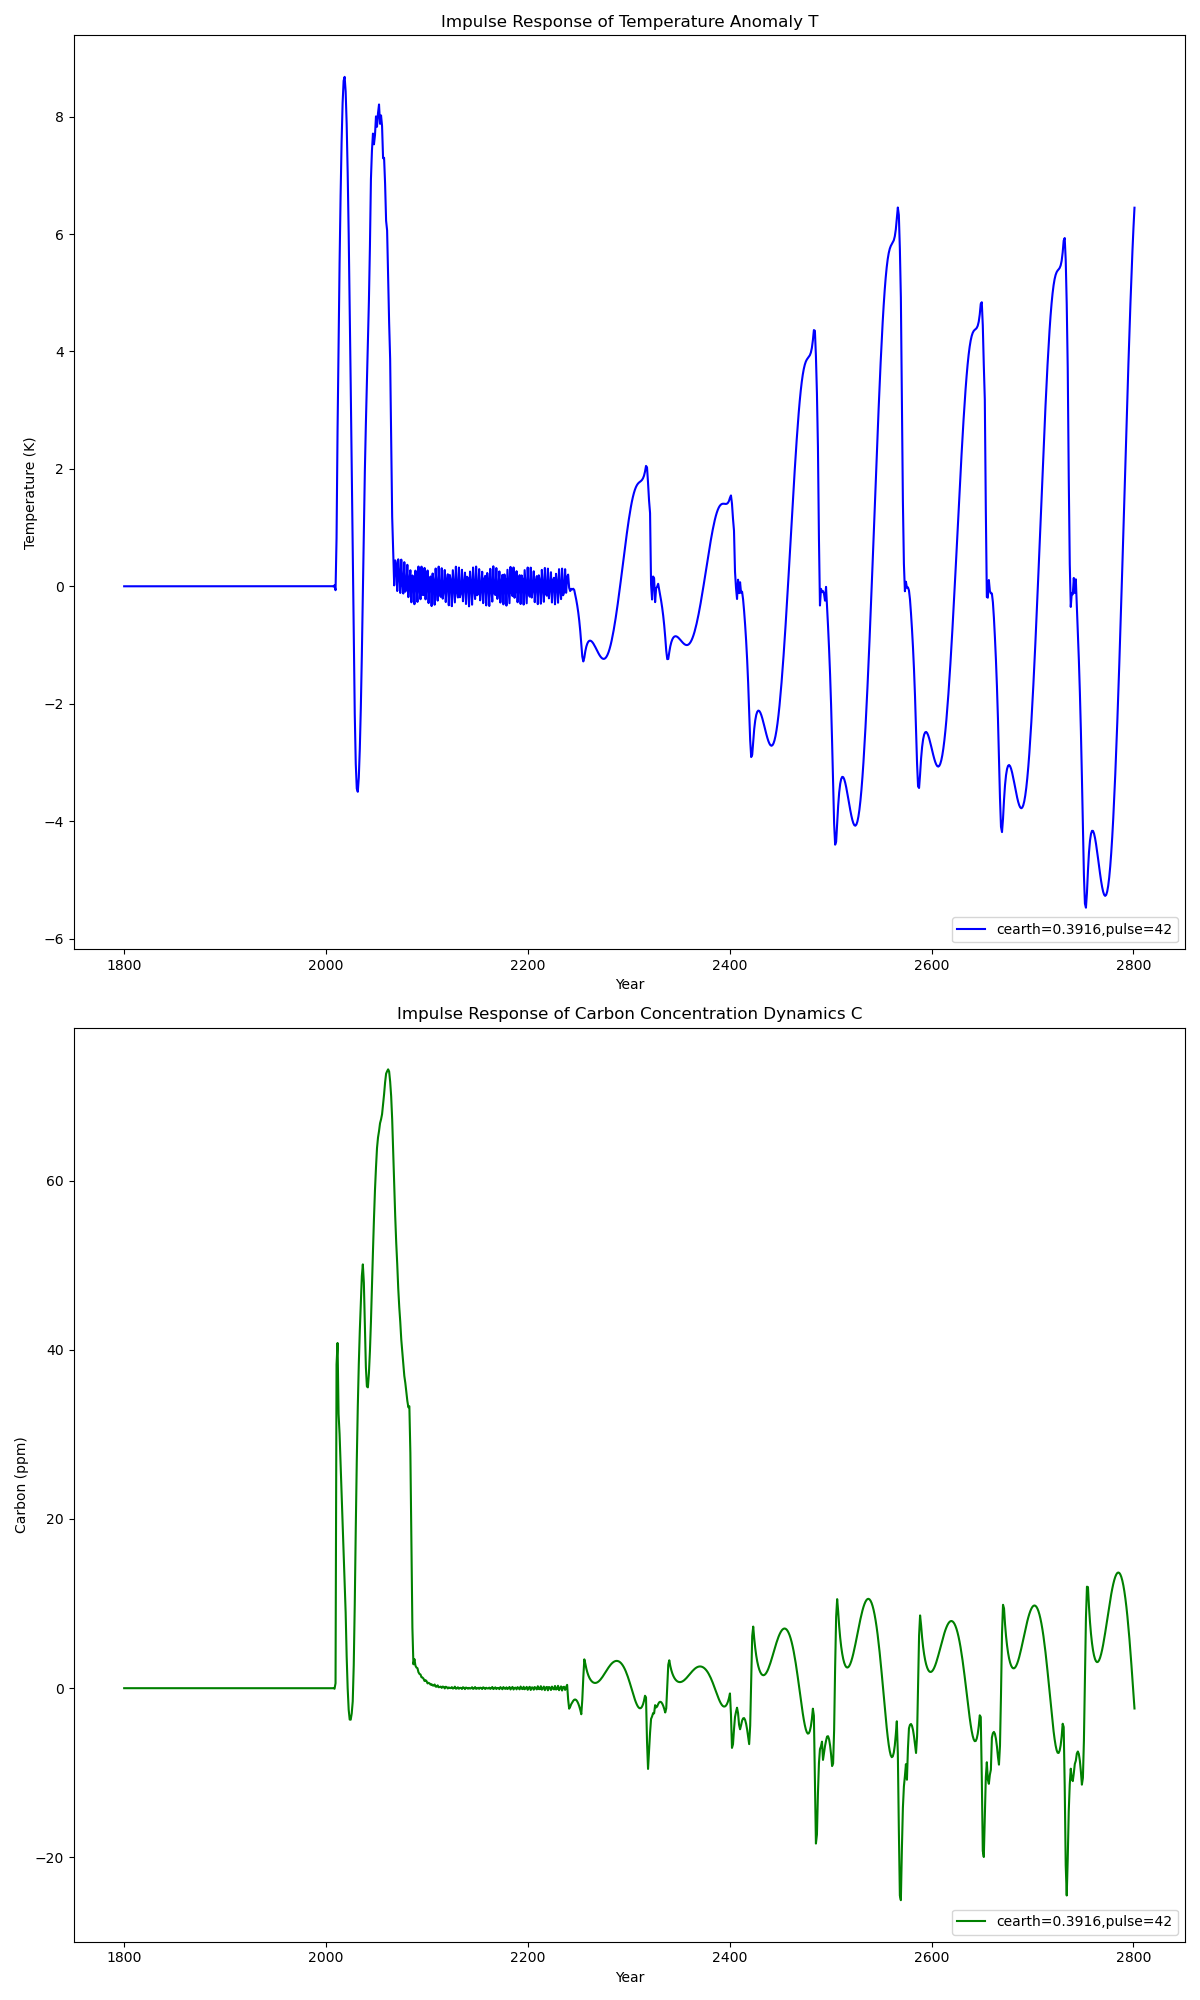 Impulse Response of Temperature Anomaly T
8
6
4
2
0
−2
−4
−6
Temperature (K)
cearth=0.3916,pulse=42
1800 2000 2200 2400 2600 2800
Year
Impulse Response of Carbon Concentration Dynamics C
60
40
20
0
−20
Carbon (ppm)
cearth=0.3916,pulse=42
1800 2000 2200 2400 2600 2800
Year